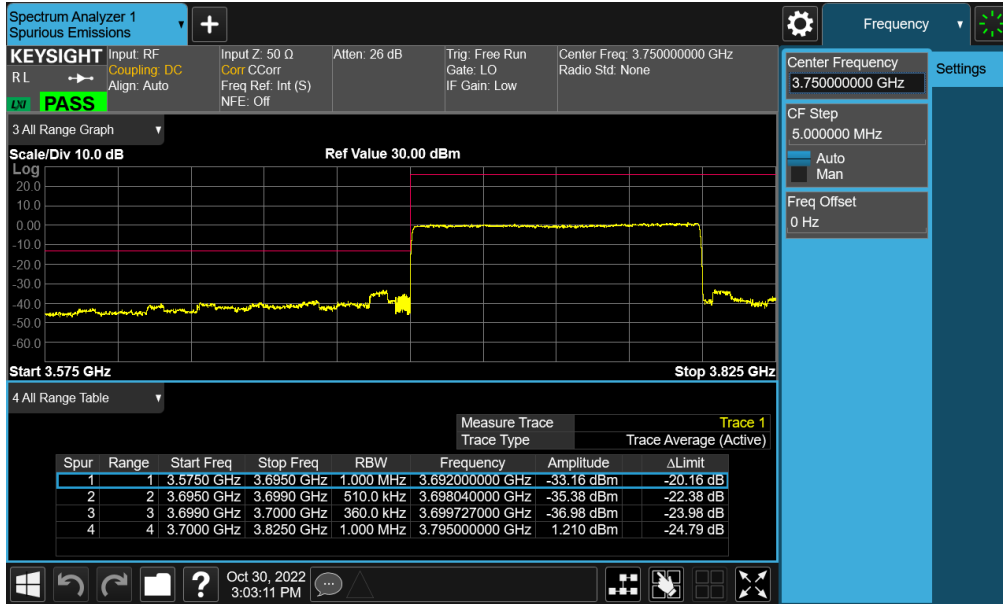 Spectrum Analyzer 1
Spurious Emissions
Frequency
KEYSIGHT
R L
LXI
PASS
Input: RF
Coupling: DC
Align: Auto
Input Z: 50 Ω
Corr CCorr
Freq Ref: Int (S)
NFE: Off
Atten: 26 dB
Trig: Free Run
Gate: LO
IF Gain: Low
Center Freq: 3.750000000 GHz
Radio Std: None
Center Frequency
3.750000000 GHz
Settings
CF Step
5.000000 MHz
Auto
Man
Freq Offset
0 Hz
3 All Range Graph
Scale/Div 10.0 dB
Ref Value 30.00 dBm
Log
20.0
10.0
0.00
-10.0
-20.0
-30.0
-40.0
-50.0
-60.0
Start 3.575 GHz
Stop 3.825 GHz
4 All Range Table
Measure Trace Trace 1
Trace Type Trace Average (Active)
Spur Range Start Freq Stop Freq RBW Frequency Amplitude ΔLimit
1 1 3.5750 GHz 3.6950 GHz 1.000 MHz 3.692000000 GHz -33.16 dBm -20.16 dB
2 2 3.6950 GHz 3.6990 GHz 510.0 kHz 3.698040000 GHz -35.38 dBm -22.38 dB
3 3 3.6990 GHz 3.7000 GHz 360.0 kHz 3.699727000 GHz -36.98 dBm -23.98 dB
4 4 3.7000 GHz 3.8250 GHz 1.000 MHz 3.795000000 GHz 1.210 dBm -24.79 dB
?
Oct 30, 2022
3:03:11 PM